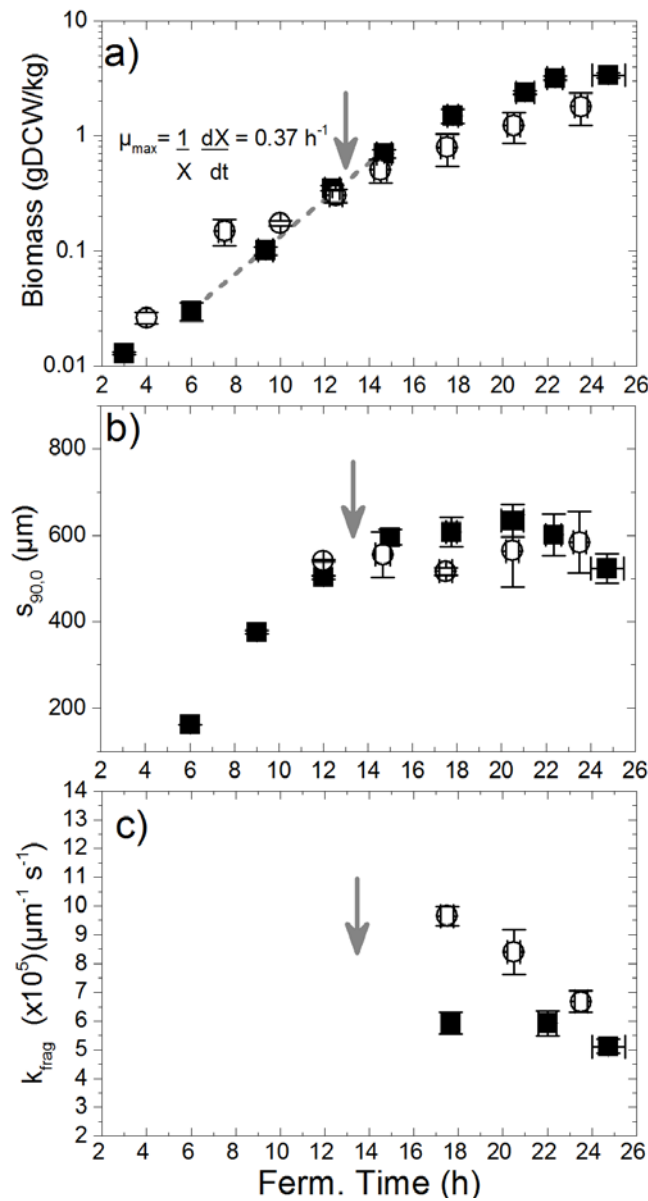 a)
Biomass (gDCW/kg)
10
1
0.1
0.01
μmax = 1/X dX/dt = 0.37 h⁻¹
2 4 6 8 10 12 14 16 18 20 22 24 26
b)
s90,0 (μm)
800
600
400
200
2 4 6 8 10 12 14 16 18 20 22 24 26
c)
kfrag (x10⁵)(μm⁻¹ s⁻¹)
14
13
12
11
10
9
8
7
6
5
4
3
2
2 4 6 8 10 12 14 16 18 20 22 24 26
Ferm. Time (h)